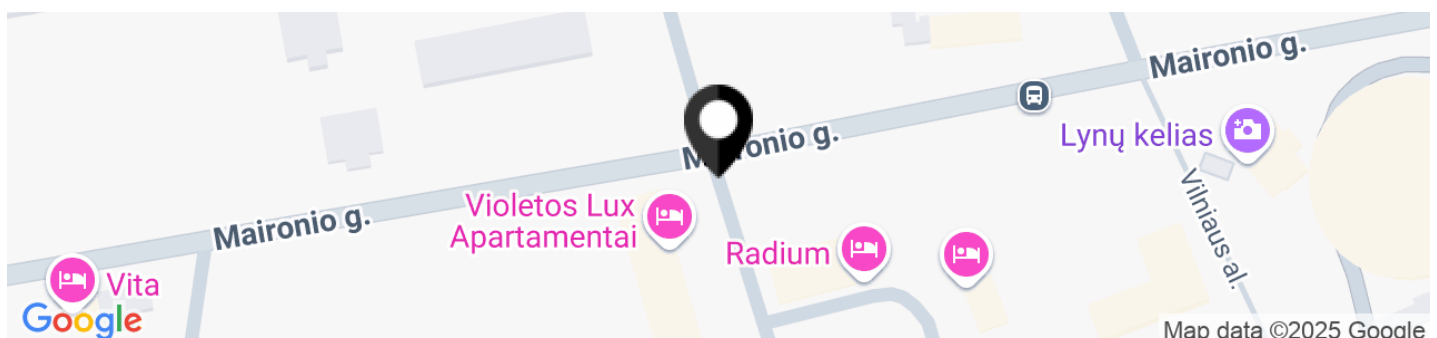 Maironio g.
Lynų kelias
Maironio g.
Vilniaus al.
Violetos Lux
Apartamentai
Maironio g.
Radium
Vita
Google
Map data ©2025 Google